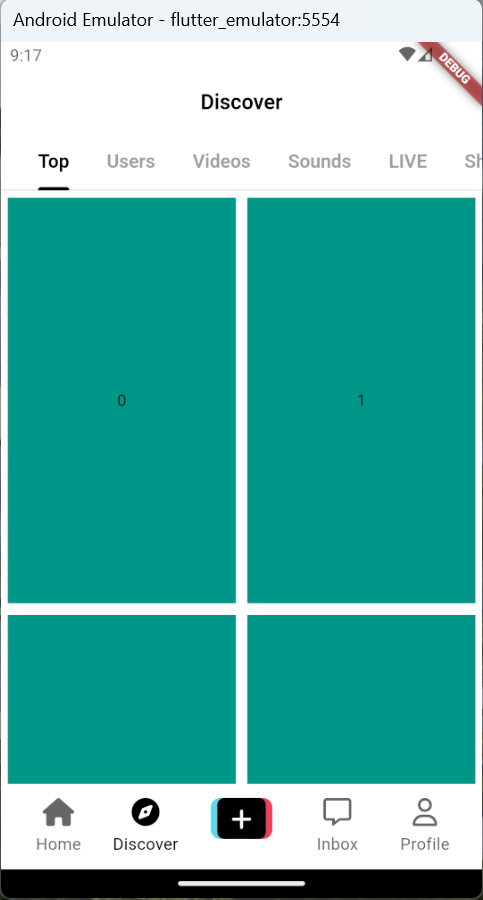 Android Emulator - flutter_emulator:5554
9:17
DEBUG
Discover
Top Users Videos Sounds LIVE Sh
0 1
Home Discover Inbox Profile